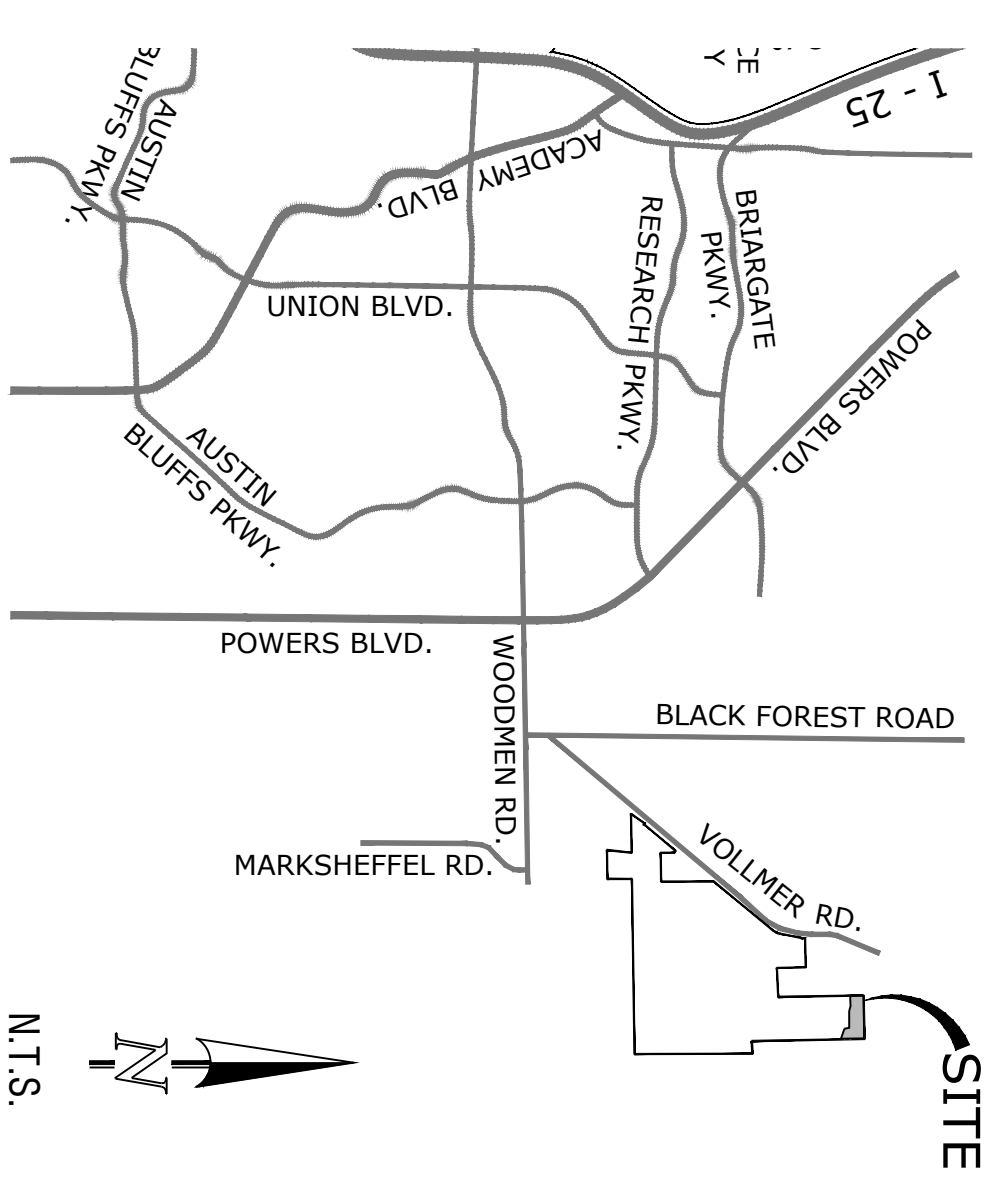 I - 25
AUSTIN
BLUFFS PKWY.
ACADEMY BLVD.
RESEARCH PKWY.
BRIARGATE
PKWY.
UNION BLVD.
POWERS BLVD.
AUSTIN
BLUFFS PKWY.
POWERS BLVD.
WOODMEN RD.
BLACK FOREST ROAD
MARKSHEFFEL RD.
VOLLMER RD.
N.T.S.
N
SITE